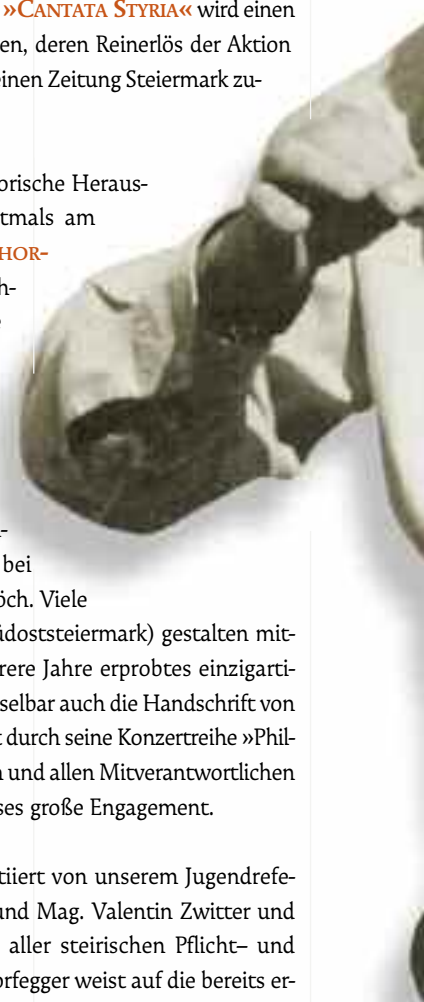 »CANTATA STYRIA« wird einen
en, deren Reinerlös der Aktion
einen Zeitung Steiermark zu-
orische Heraus-
tmals am
HOR-
h-
bei
öch. Viele
üdoststeiermark) gestalten mit-
rere Jahre erprobtes einzigarti-
selbar auch die Handschrift von
t durch seine Konzertreihe »Phil-
n und allen Mitverantwortlichen
ses große Engagement.
tiiert von unserem Jugendrefe-
und Mag. Valentin Zwitter und
aller steirischen Pflicht– und
orfegger weist auf die bereits er-